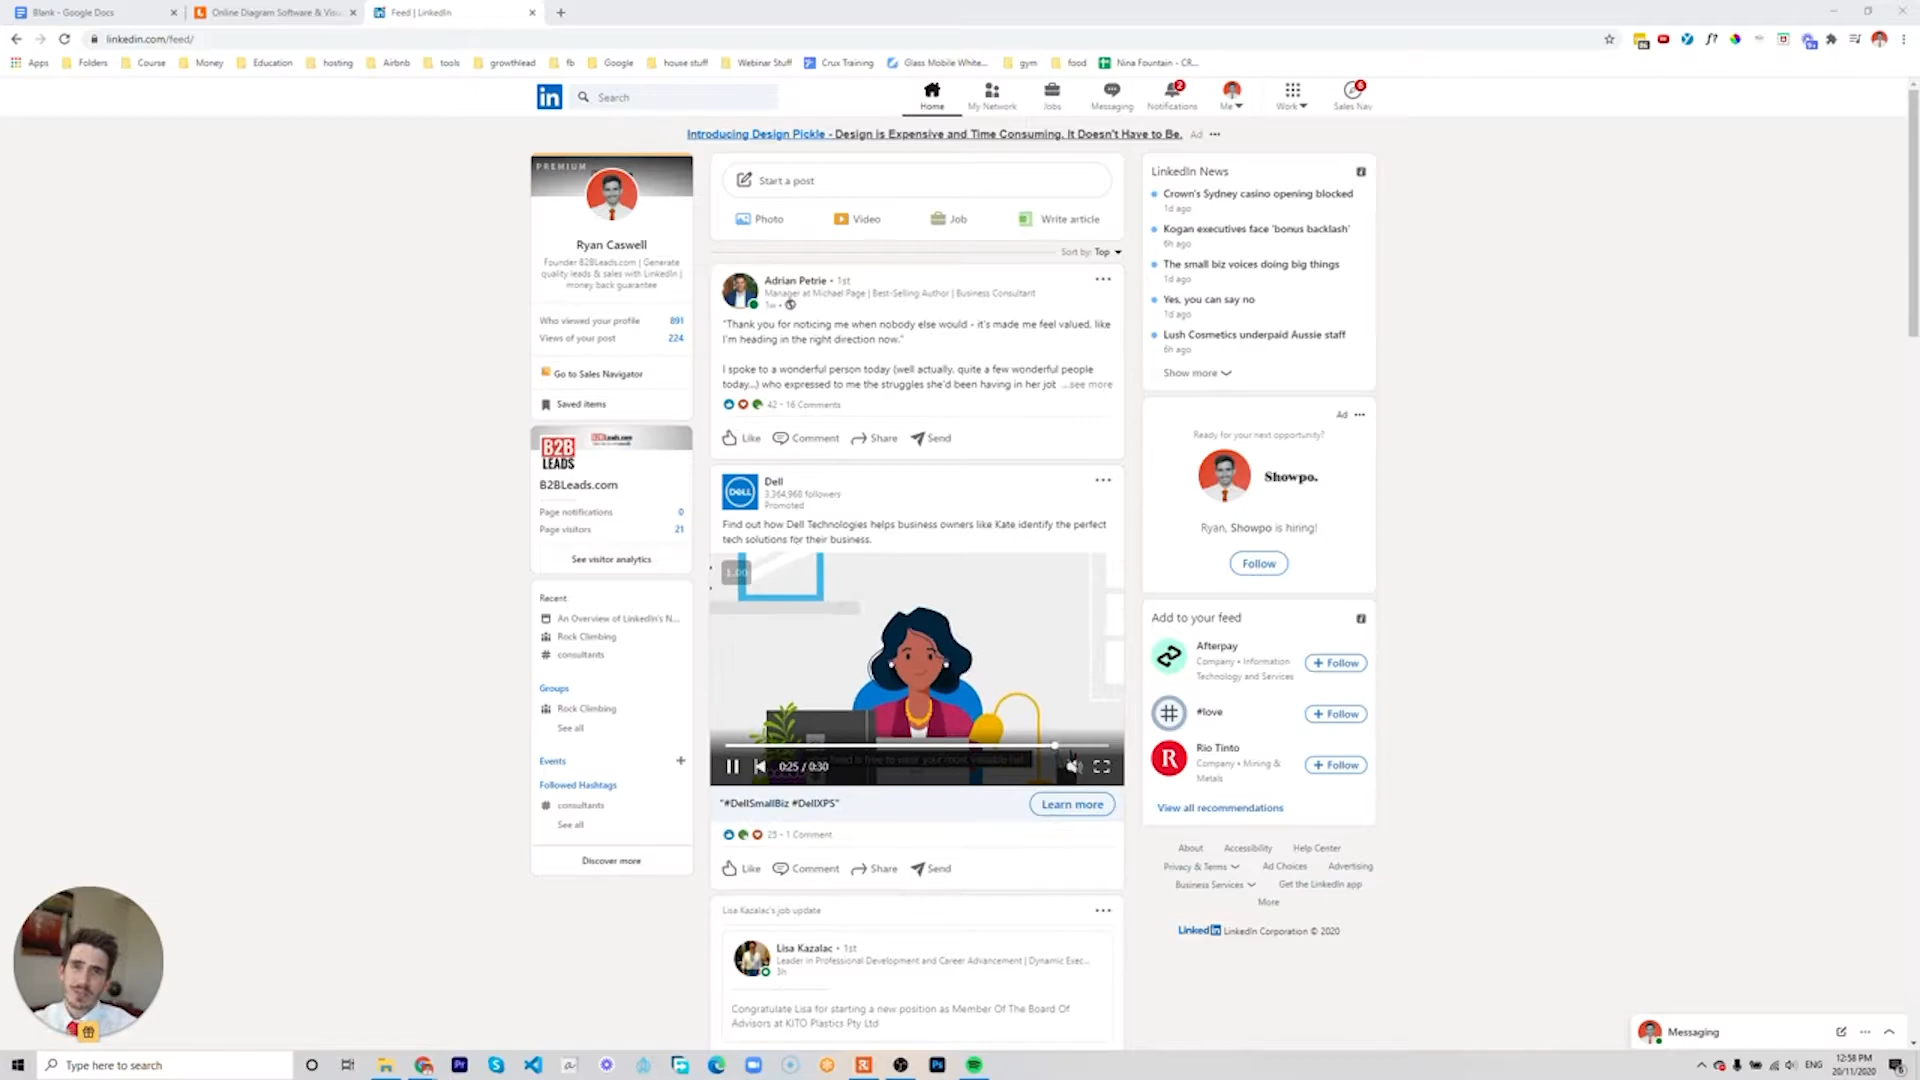 Blank - Google Docs
Online Diagram Software & Visu
Feed | LinkedIn
linkedin.com/feed/
Apps
Folders
Course
Money
Education
hosting
Airbnb
tools
growthlead
fb
Google
house stuff
Webinar Stuff
Crux Training
Glass Mobile White...
gym
food
Nina Fountain - CR...
in
Search
Home
My Network
Jobs
Messaging
2
Notifications
Me
Work
6
Sales Nav
Introducing Design Pickle - Design is Expensive and Time Consuming. It Doesn't Have to Be. Ad
PREMIUM
Ryan Caswell
Founder B2BLeads.com | Generate
quality leads & sales with LinkedIn |
money back guarantee
Who viewed your profile 891
Views of your post 224
Go to Sales Navigator
Saved items
B2B
LEADS
B2BLeads.com
B2BLeads.com
Page notifications 0
Page visitors 21
See visitor analytics
Recent
An Overview of LinkedIn's N...
Rock Climbing
# consultants
Groups
Rock Climbing
See all
Events +
Followed Hashtags
# consultants
See all
Discover more
Start a post
Photo
Video
Job
Write article
Sort by: Top
Adrian Petrie • 1st
Manager at Michael Page | Best-Selling Author | Business Consultant
1w •
"Thank you for noticing me when nobody else would - it's made me feel valued, like
I'm heading in the right direction now."
I spoke to a wonderful person today (well actually, quite a few wonderful people
today...) who expressed to me the struggles she'd been having in her job ...see more
42 • 16 Comments
Like
Comment
Share
Send
DELL
Dell
3,364,968 followers
Promoted
Find out how Dell Technologies helps business owners like Kate identify the perfect
tech solutions for their business.
1.00
0:25 / 0:30
"#DellSmallBiz #DellXPS"
Learn more
25 • 1 Comment
Like
Comment
Share
Send
Lisa Kazalac's job update
Lisa Kazalac • 1st
Leader in Professional Development and Career Advancement | Dynamic Exec...
3h
Congratulate Lisa for starting a new position as Member Of The Board Of
Advisors at KITO Plastics Pty Ltd
LinkedIn News
Crown's Sydney casino opening blocked
1d ago
Kogan executives face 'bonus backlash'
6h ago
The small biz voices doing big things
1d ago
Yes, you can say no
1d ago
Lush Cosmetics underpaid Aussie staff
6h ago
Show more
Ad
Ready for your next opportunity?
Showpo.
Ryan, Showpo is hiring!
Follow
Add to your feed
Afterpay
Company • Information
Technology and Services
+ Follow
#
#love
+ Follow
R
Rio Tinto
Company • Mining &
Metals
+ Follow
View all recommendations
About
Accessibility
Help Center
Privacy & Terms
Ad Choices
Advertising
Business Services
Get the LinkedIn app
More
LinkedIn LinkedIn Corporation © 2020
Messaging
Type here to search
ENG
12:58 PM
20/11/2020